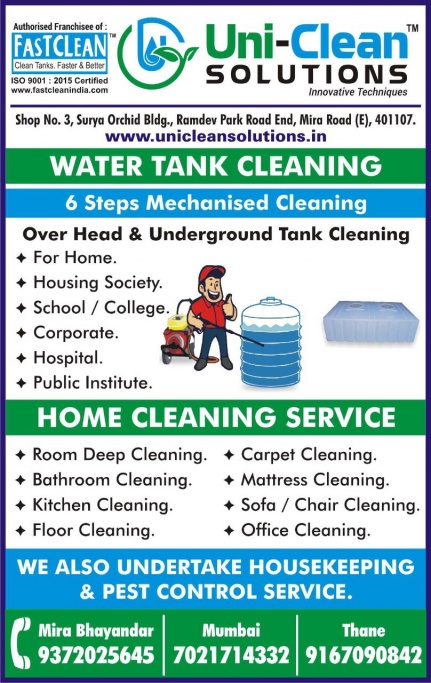 Authorised Franchisee of :
FASTCLEAN™
Clean Tanks. Faster & Better
ISO 9001 : 2015 Certified
www.fastcleanindia.com
Uni-Clean™
SOLUTIONS
Innovative Techniques
Shop No. 3, Surya Orchid Bldg., Ramdev Park Road End, Mira Road (E), 401107.
www.unicleansolutions.in
WATER TANK CLEANING
6 Steps Mechanised Cleaning
Over Head & Underground Tank Cleaning
✦ For Home.
✦ Housing Society.
✦ School / College.
✦ Corporate.
✦ Hospital.
✦ Public Institute.
HOME CLEANING SERVICE
✦ Room Deep Cleaning.
✦ Bathroom Cleaning.
✦ Kitchen Cleaning.
✦ Floor Cleaning.
✦ Carpet Cleaning.
✦ Mattress Cleaning.
✦ Sofa / Chair Cleaning.
✦ Office Cleaning.
WE ALSO UNDERTAKE HOUSEKEEPING
& PEST CONTROL SERVICE.
Mira Bhayandar
9372025645
Mumbai
7021714332
Thane
9167090842